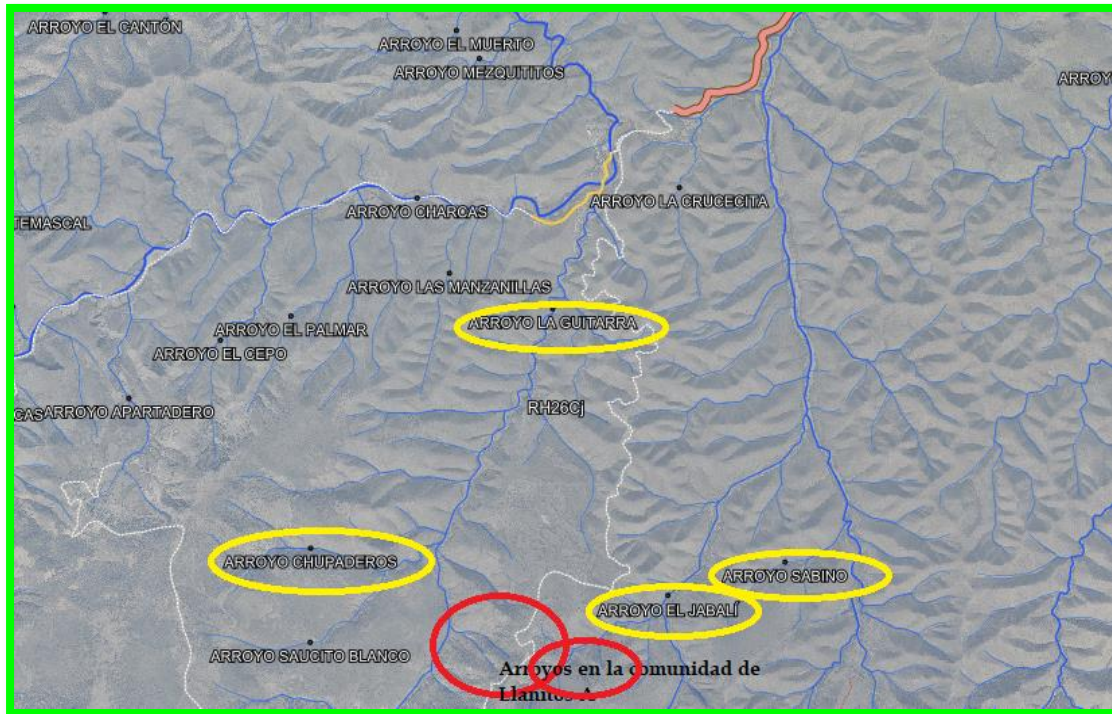 ARROYO EL CANTÓN
ARROYO EL MUERTO
ARROYO MEZQUITITOS
ARROYO
TEMASCAL
ARROYO CHARCAS
ARROYO LA CRUCECITA
ARROYO LAS MANZANILLAS
ARROYO LA GUITARRA
ARROYO EL PALMAR
ARROYO EL CEPO
CAS
ARROYO APARTADERO
RH26Cj
ARROYO CHUPADEROS
ARROYO SABINO
ARROYO EL JABALÍ
ARROYO SAUCITO BLANCO
Arroyos en la comunidad de
Llanitos A